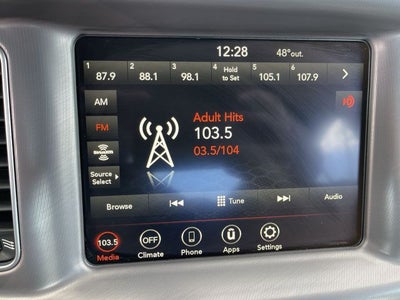 12:28 48°out.
1 87.9 2 88.1 3 98.1 4 Hold to Set 5 105.1 6 107.9
AM
FM
SiriusXM
Source Select
Adult Hits
103.5
03.5/104
Browse Tune Audio
103.5 OFF ü
Media Climate Phone Apps Settings